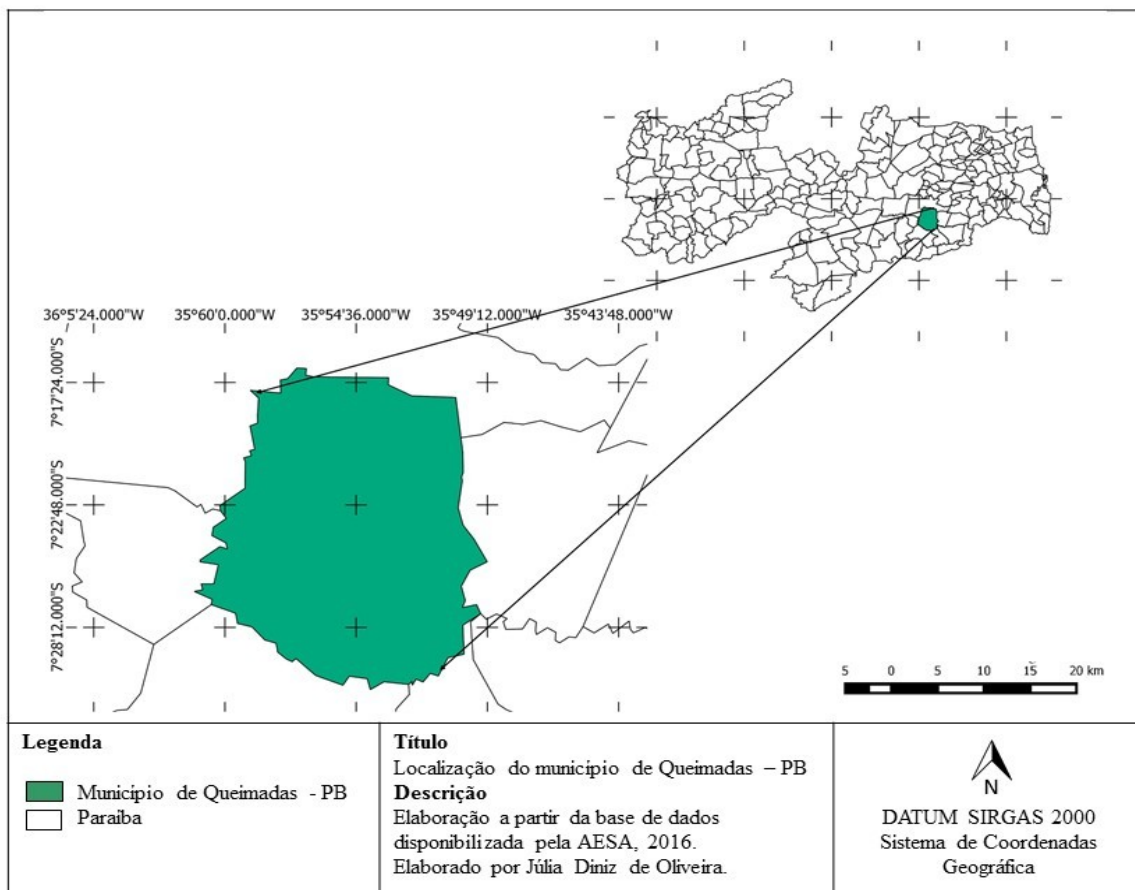 36°5'24.000"W 35°60'0.000"W 35°54'36.000"W 35°49'12.000"W 35°43'48.000"W
7°17'24.000"S
7°22'48.000"S
7°28'12.000"S
5 0 5 10 15 20 km
Legenda
Município de Queimadas - PB
Paraiba
Título
Localização do município de Queimadas – PB
Descrição
Elaboração a partir da base de dados
disponibilizada pela AESA, 2016.
Elaborado por Júlia Diniz de Oliveira.
N
DATUM SIRGAS 2000
Sistema de Coordenadas
Geográfica